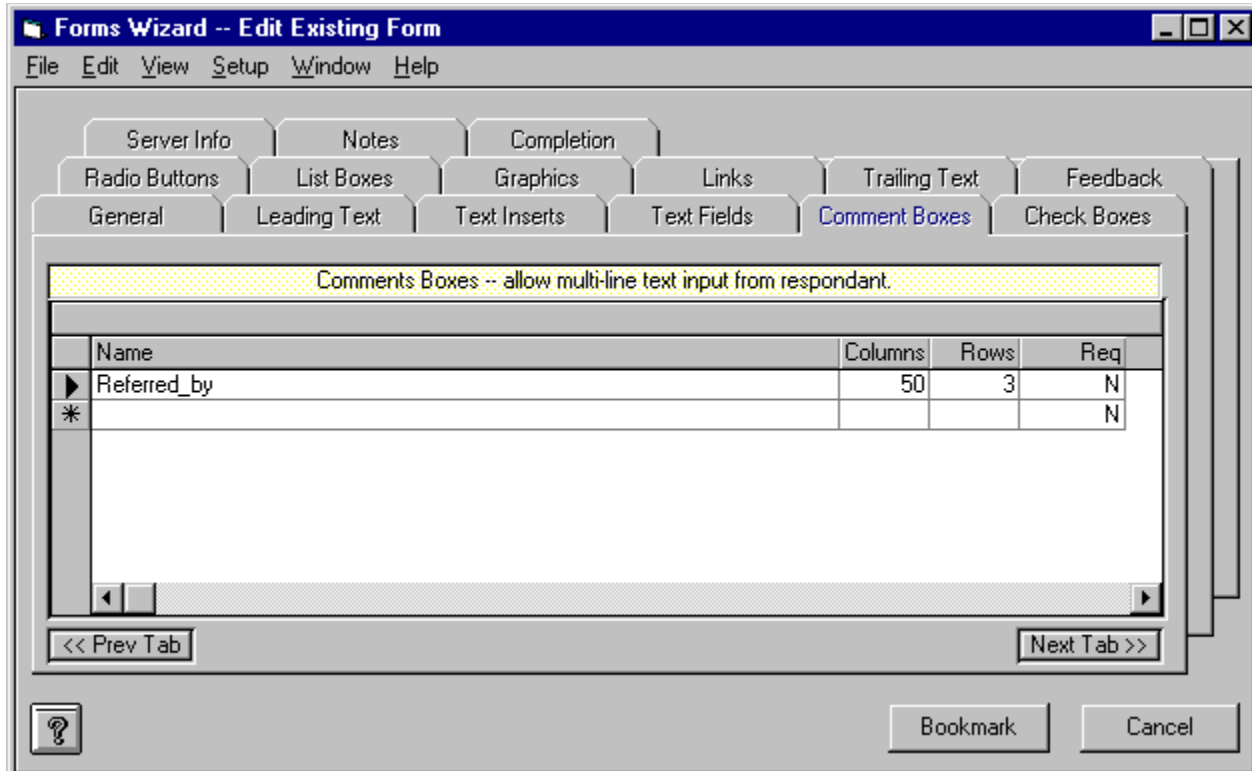 Forms Wizard -- Edit Existing Form
File Edit View Setup Window Help
Server Info Notes Completion
Radio Buttons List Boxes Graphics Links Trailing Text Feedback
General Leading Text Text Inserts Text Fields Comment Boxes Check Boxes
Comments Boxes -- allow multi-line text input from respondant.
Name Columns Rows Req
Referred_by 50 3 N
* N
<< Prev Tab Next Tab >>
? Bookmark Cancel